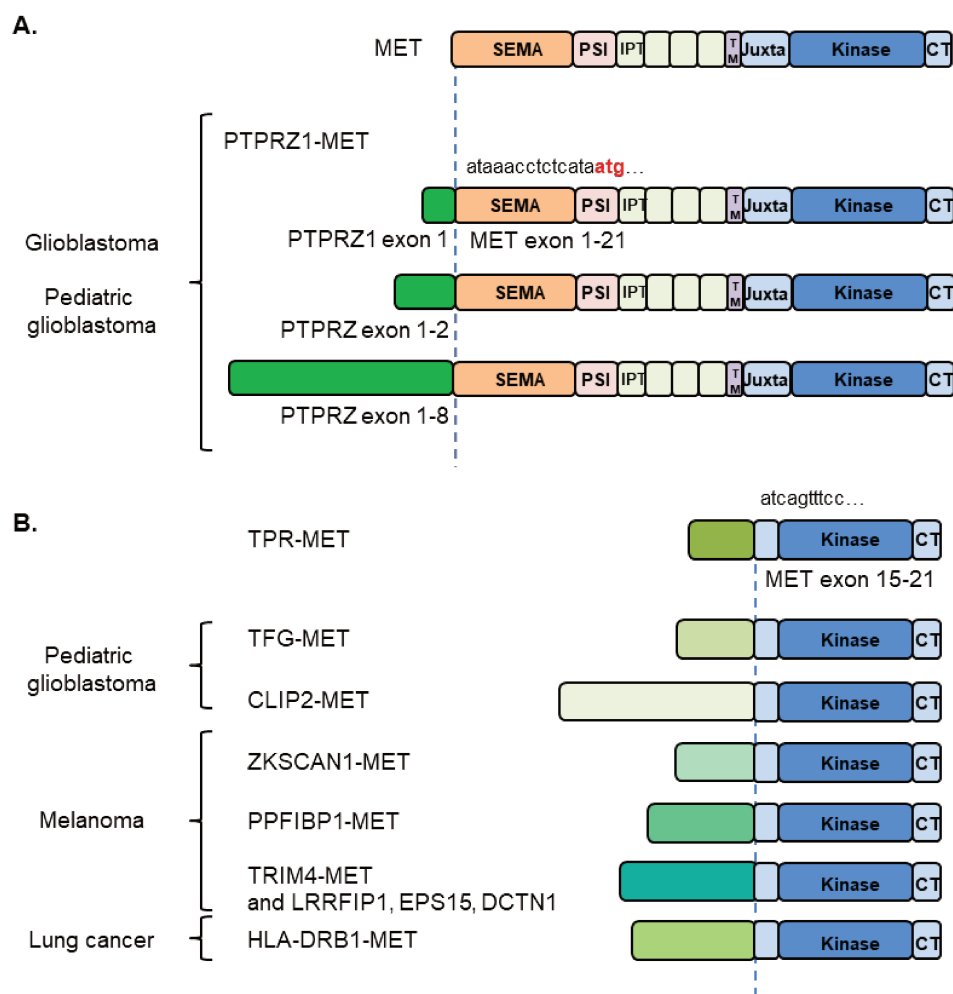 A.
MET SEMA PSI IPT TM Juxta Kinase CT
PTPRZ1-MET
ataaacctctcataatg...
SEMA PSI IPT TM Juxta Kinase CT
PTPRZ1 exon 1 MET exon 1-21
Glioblastoma
Pediatric
glioblastoma
SEMA PSI IPT TM Juxta Kinase CT
PTPRZ exon 1-2
SEMA PSI IPT TM Juxta Kinase CT
PTPRZ exon 1-8
B.
atcagtttcc...
TPR-MET Kinase CT
MET exon 15-21
Pediatric
glioblastoma
TFG-MET Kinase CT
CLIP2-MET Kinase CT
Melanoma
ZKSCAN1-MET Kinase CT
PPFIBP1-MET Kinase CT
TRIM4-MET Kinase CT
and LRRFIP1, EPS15, DCTN1
Lung cancer
HLA-DRB1-MET Kinase CT